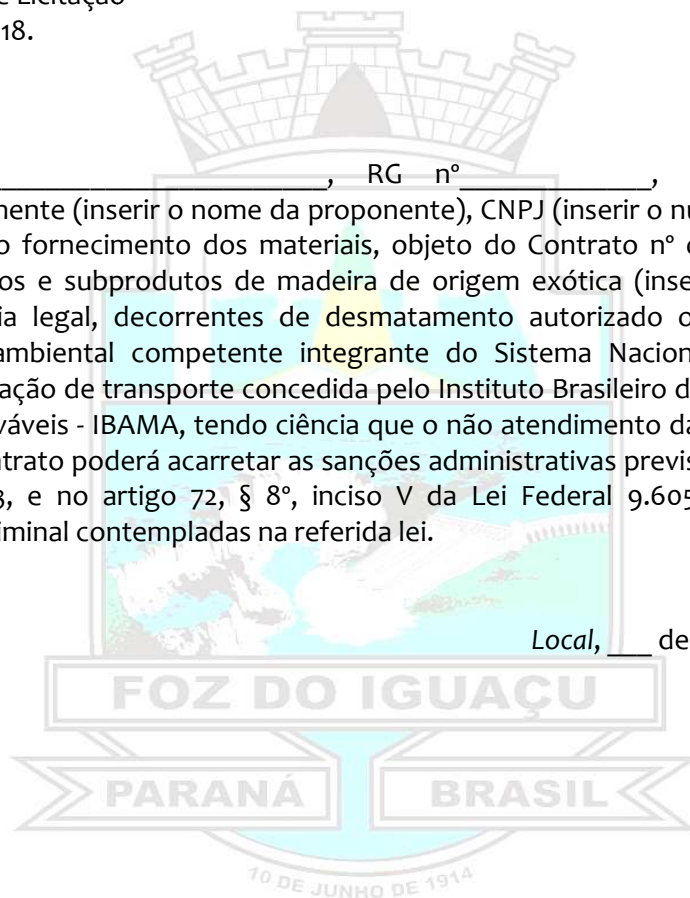 e Licitação
18.
____________________, RG nº____________,
nente (inserir o nome da proponente), CNPJ (inserir o nu
o fornecimento dos materiais, objeto do Contrato nº
os e subprodutos de madeira de origem exótica (inse
ia legal, decorrentes de desmatamento autorizado o
ambiental competente integrante do Sistema Nacion
ação de transporte concedida pelo Instituto Brasileiro d
váveis - IBAMA, tendo ciência que o não atendimento da
ntrato poderá acarretar as sanções administrativas previs
3, e no artigo 72, § 8º, inciso V da Lei Federal 9.605
iminal contempladas na referida lei.
Local, ___ de
FOZ DO IGUAÇU
PARANÁ BRASIL
10 DE JUNHO DE 1914